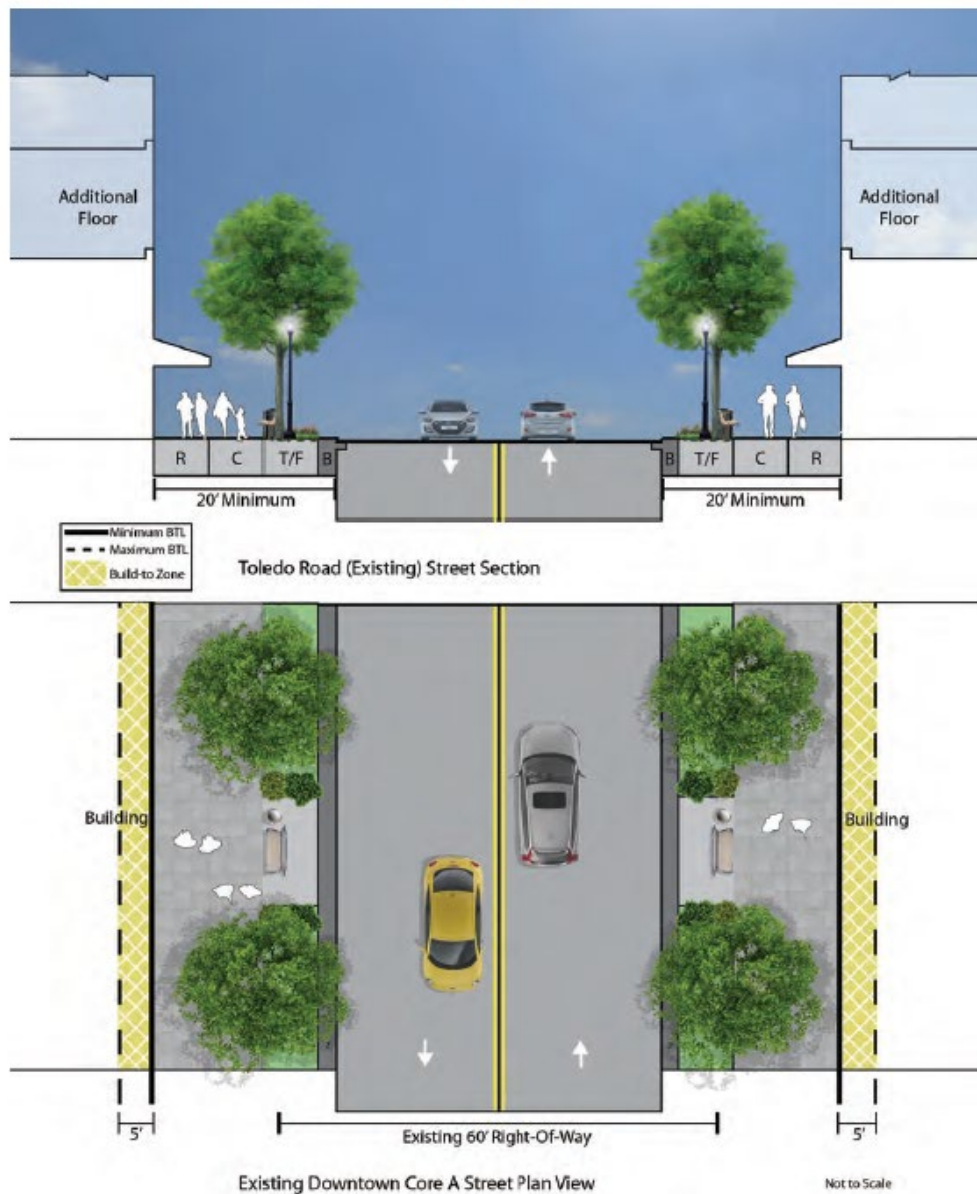 Additional
Floor
Additional
Floor
R C T/F B
B T/F C R
20' Minimum
20' Minimum
Minimum BTL
Maximum BTL
Build-to Zone
Toledo Road (Existing) Street Section
Building
Building
5'
Existing 60' Right-Of-Way
5'
Existing Downtown Core A Street Plan View
Not to Scale